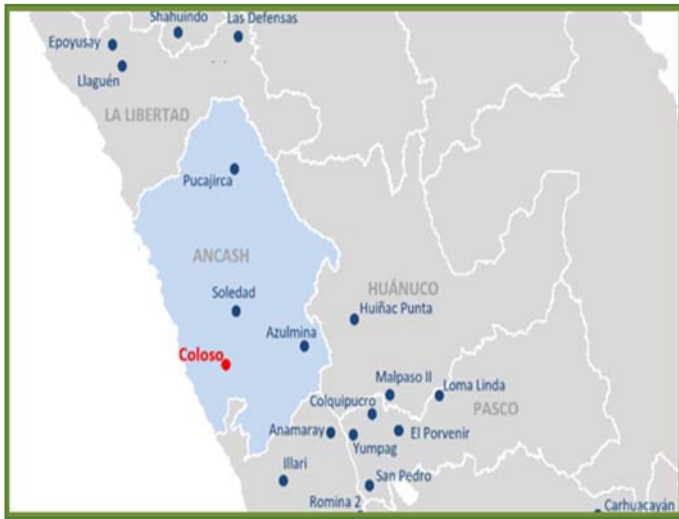 Shahuindo
Las Defensas
Epoyusay
Llaguén
LA LIBERTAD
Pucajirca
ANCASH
Soledad
HUÁNUCO
Huiñac Punta
Azulmina
Coloso
Malpaso II
Loma Linda
Colquipucro
PASCO
Anamaray
Yumpag
El Porvenir
Illari
San Pedro
Romina 2
Carhuacayán